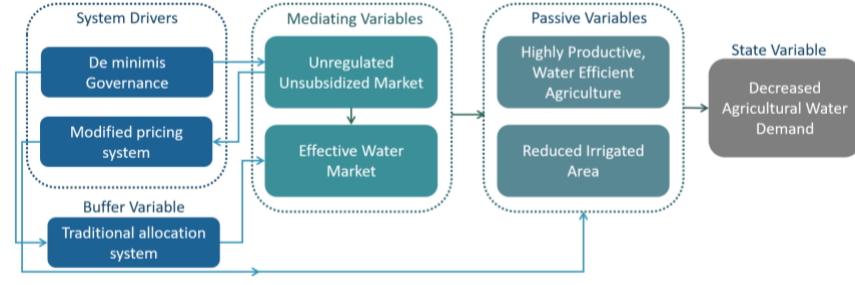 System Drivers
De minimis
Governance
Modified pricing
system
Buffer Variable
Traditional allocation
system
Mediating Variables
Unregulated
Unsubsidized Market
Effective Water
Market
Passive Variables
Highly Productive,
Water Efficient
Agriculture
Reduced Irrigated
Area
State Variable
Decreased
Agricultural Water
Demand